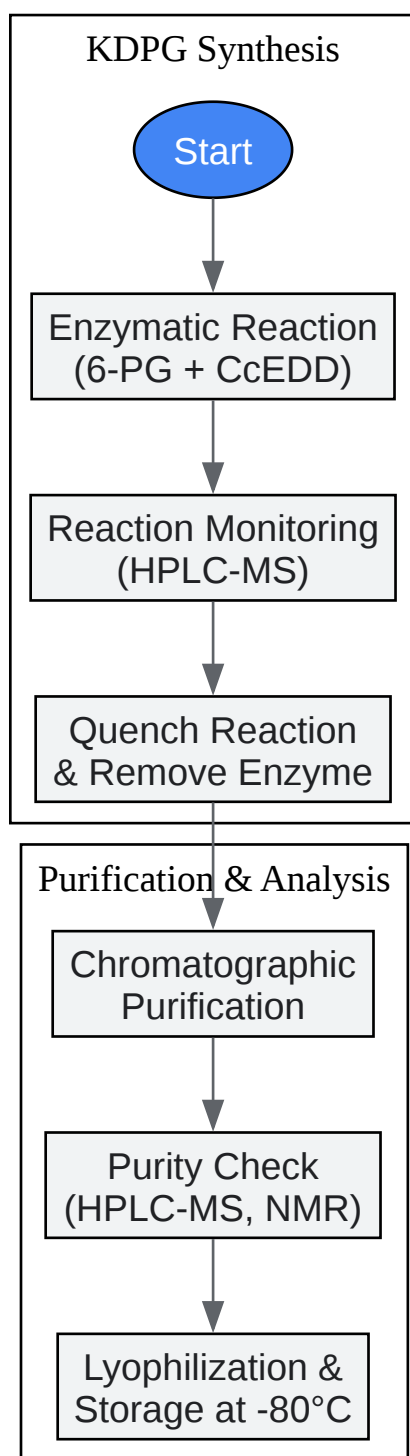 KDPG Synthesis
Start
Enzymatic Reaction
(6-PG + CcEDD)
Reaction Monitoring
(HPLC-MS)
Quench Reaction
& Remove Enzyme
Purification & Analysis
Chromatographic
Purification
Purity Check
(HPLC-MS, NMR)
Lyophilization &
Storage at -80°C